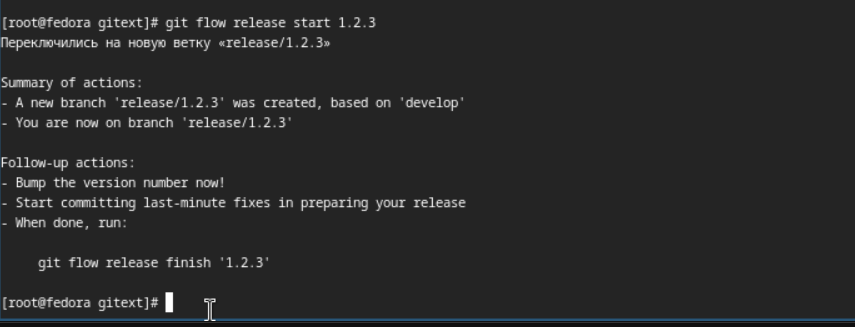 [root@fedora gitext]# git flow release start 1.2.3
Переключились на новую ветку «release/1.2.3»
Summary of actions:
- A new branch 'release/1.2.3' was created, based on 'develop'
- You are now on branch 'release/1.2.3'
Follow-up actions:
- Bump the version number now!
- Start committing last-minute fixes in preparing your release
- When done, run:
git flow release finish '1.2.3'
[root@fedora gitext]#